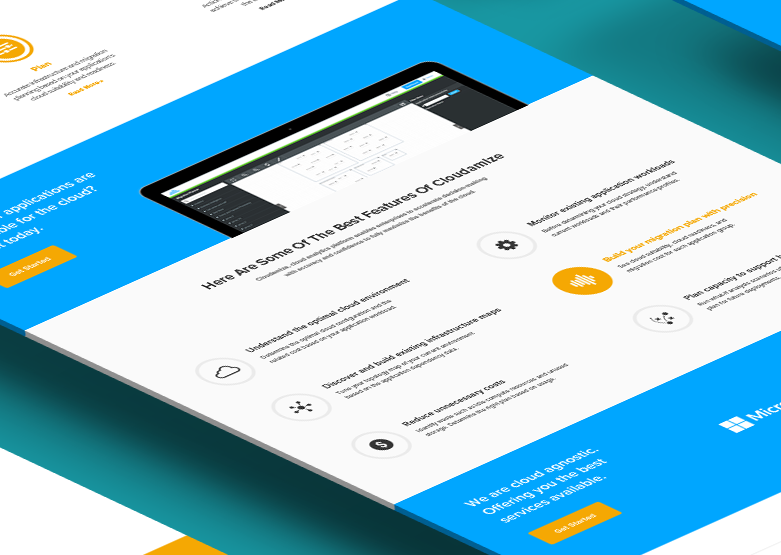 Plan
Accurate infrastructure and migration
planning based on your application's
cloud suitability and readiness.
Read More
applications are
for the cloud?
today.
Get Started
Here Are Some Of The Best Features Of Cloudamize
Cloudamize, cloud analytics platform enables enterprises to accelerate decision-making
with accuracy and confidence to fully maximize the benefits of the cloud.
Understand the optimal cloud environment
Determine the optimal cloud configuration and the
related cost based on your application workload.
Discover and build existing infrastructure maps
Tune your topology map of your current environment
based on the application dependency data.
Reduce unnecessary costs
Identify waste such as idle compute resources and unused
storage. Determine the right plan based on usage.
Monitor existing application workloads
Before determining your cloud strategy, understand
current workloads and their performance profiles.
Build your migration plan with precision
See cloud suitability, cloud readiness, and
migration cost for each application group.
Plan capacity to support
Run what-if analysis scenarios
plan for future deployments.
We are cloud agnostic.
Offering you the best
services available.
Get Started